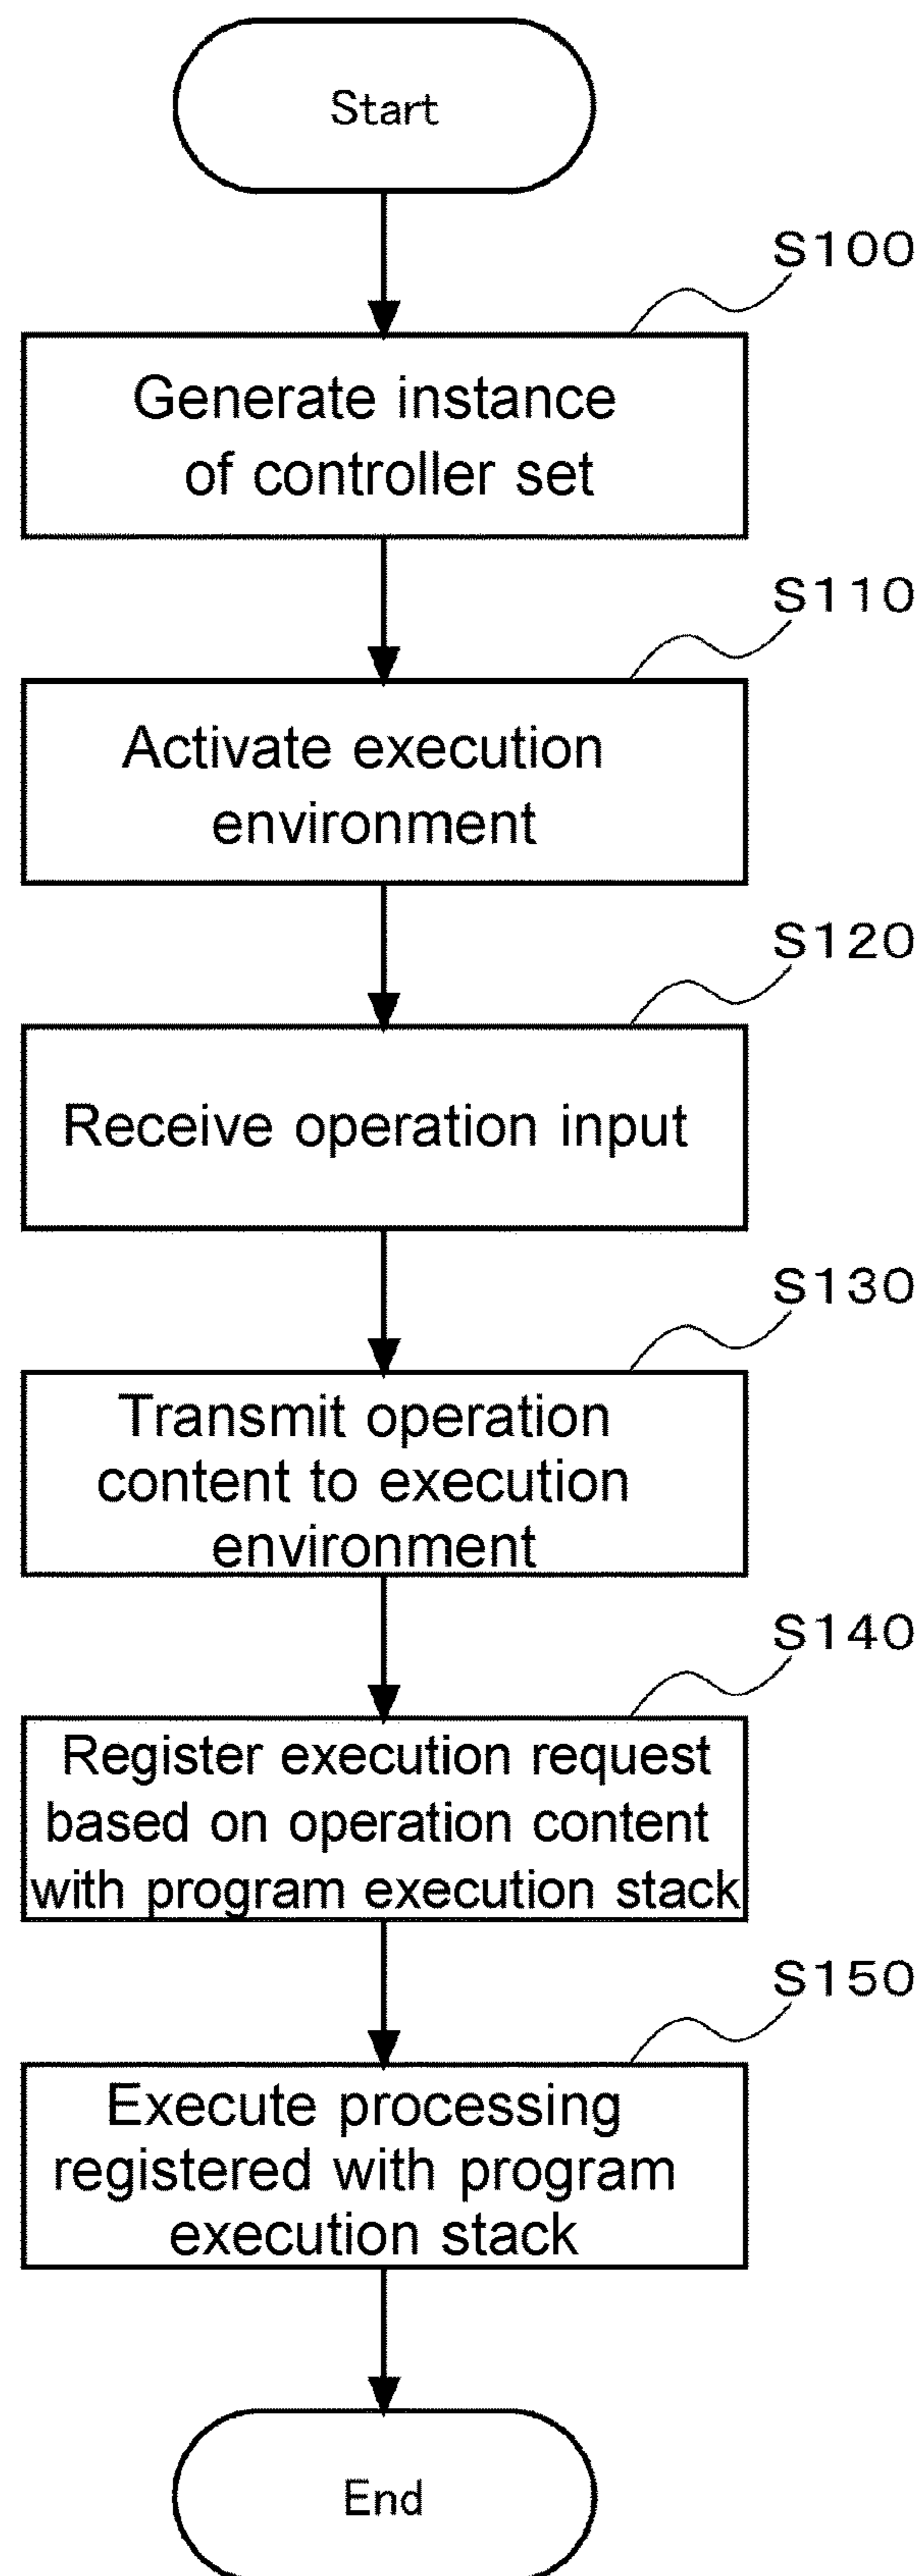 Start
S100
Generate instance
of controller set
S110
Activate execution
environment
S120
Receive operation input
S130
Transmit operation
content to execution
environment
S140
Register execution request
based on operation content
with program execution stack
S150
Execute processing
registered with program
execution stack
End